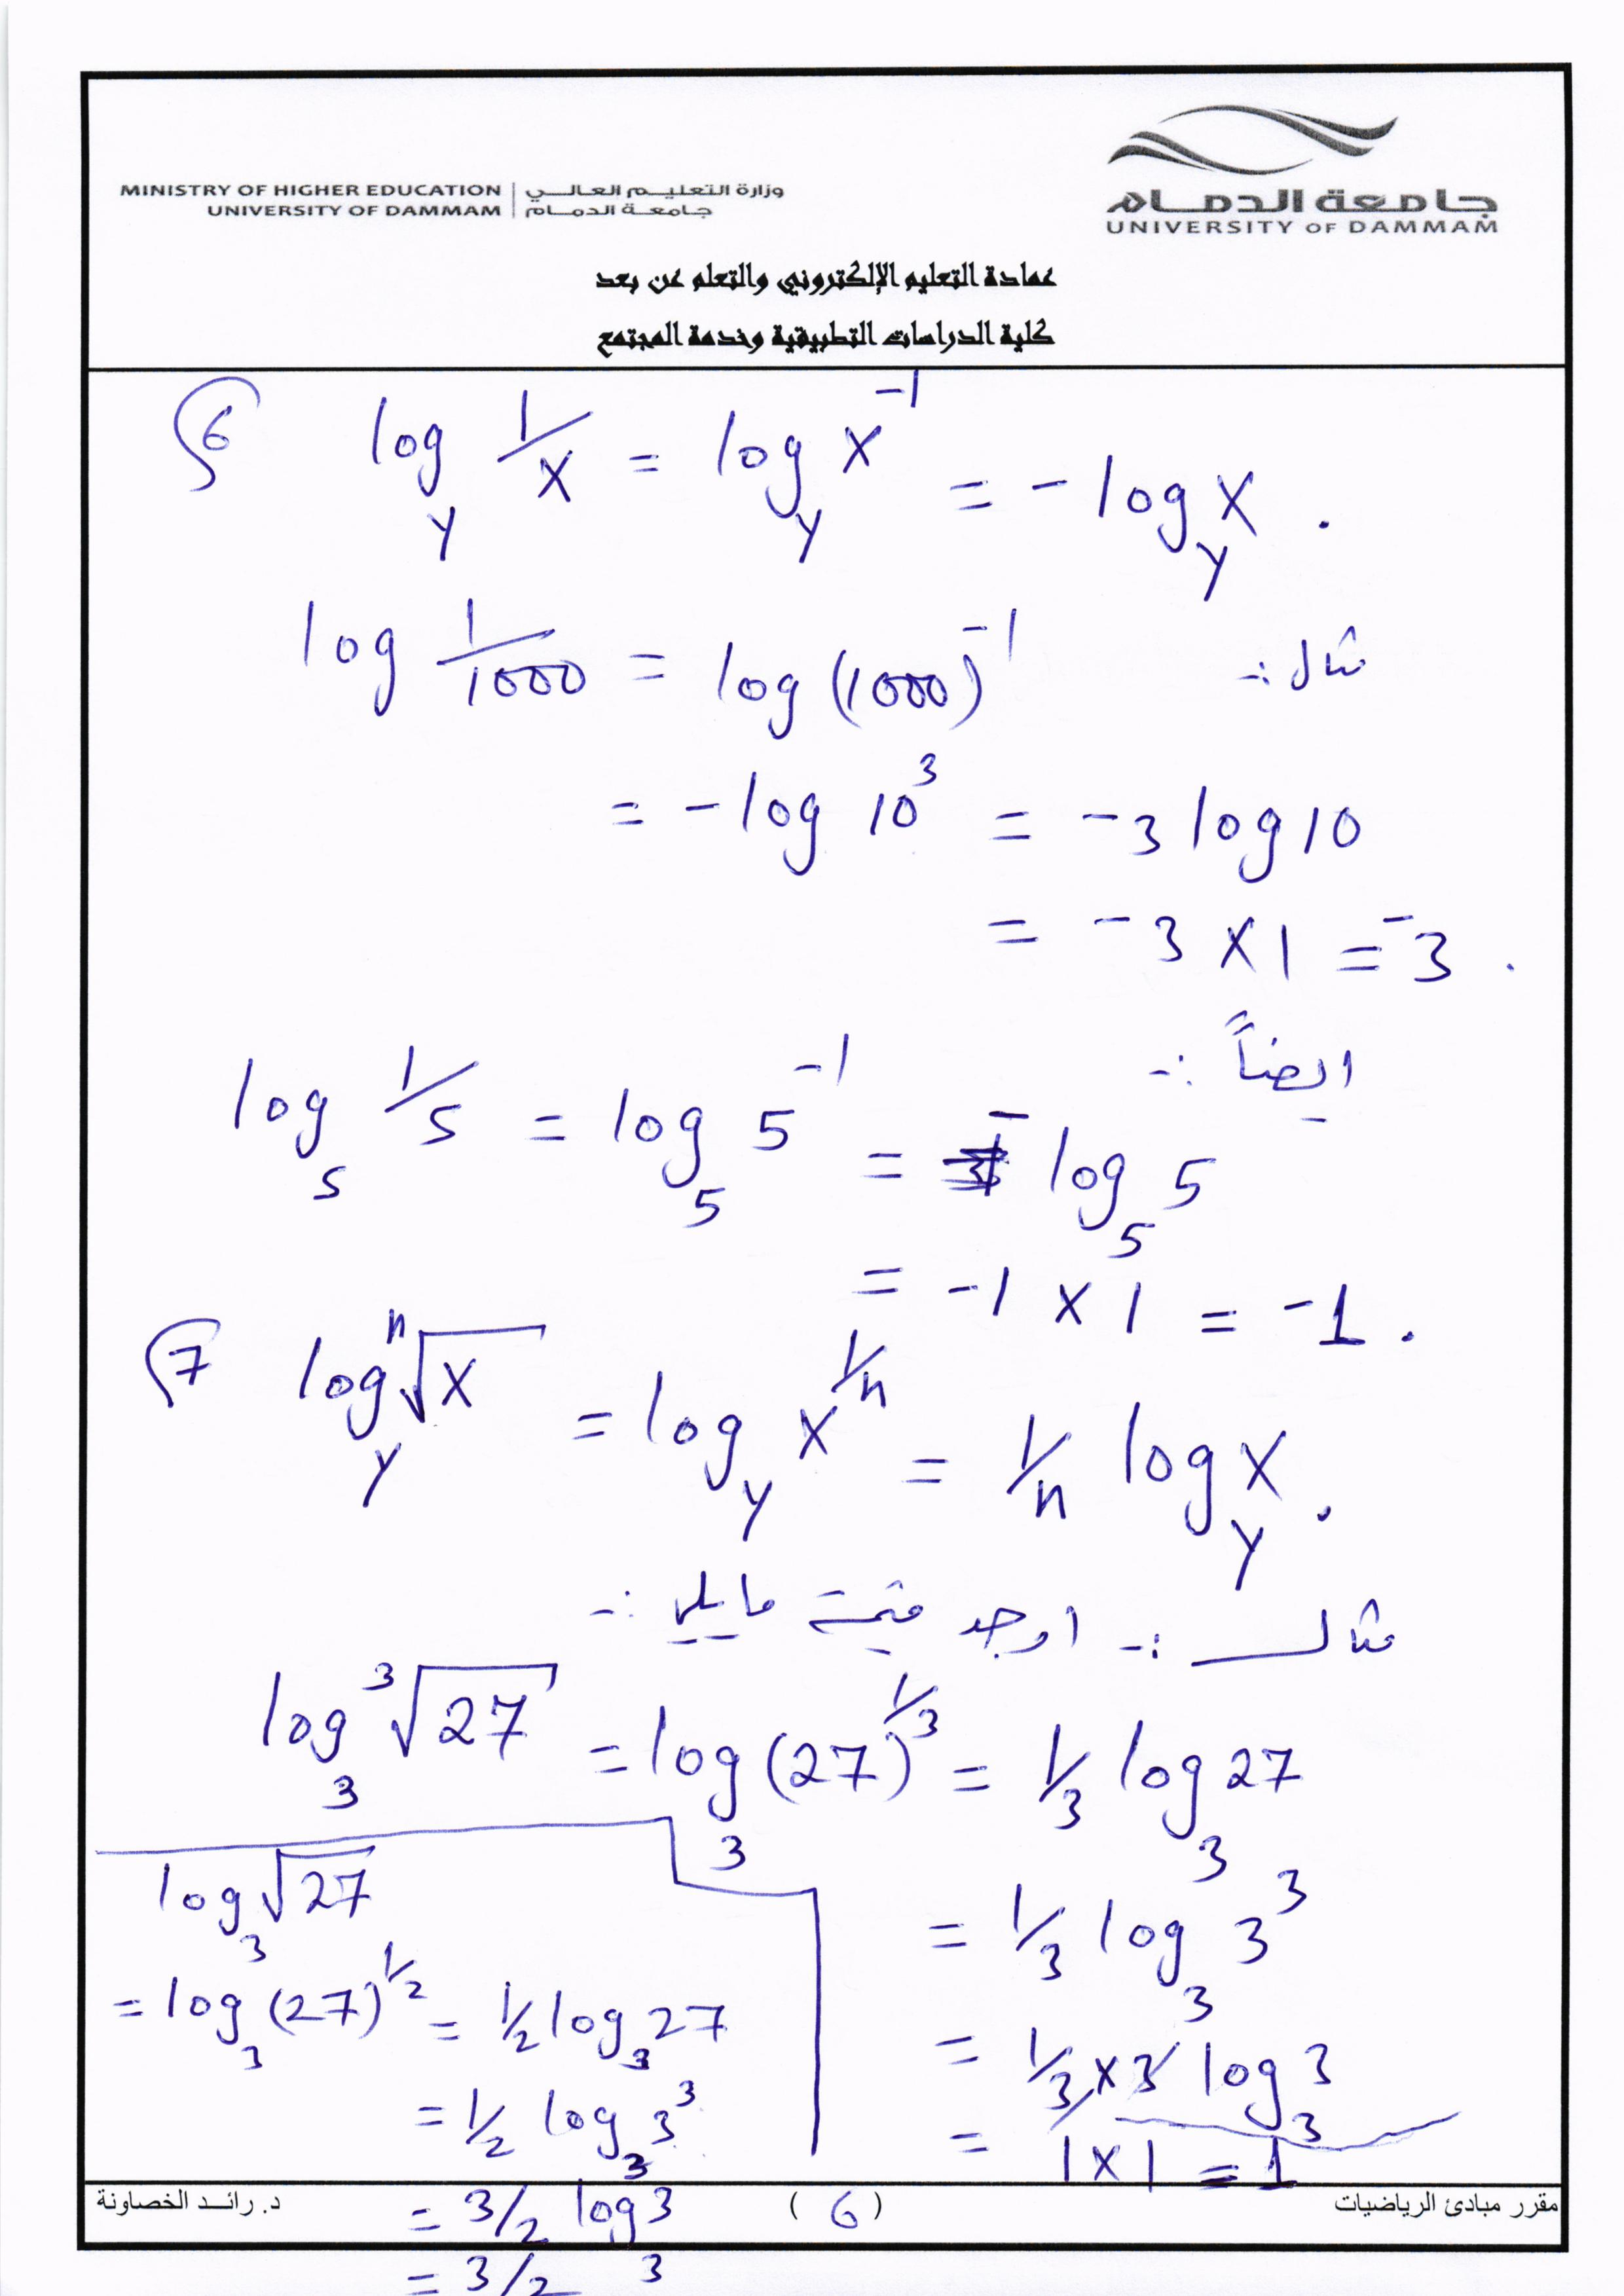 MINISTRY OF HIGHER EDUCATION | وزارة التعليم العالي
UNIVERSITY OF DAMMAM | جامعة الدمام
جامعة الدمام
UNIVERSITY OF DAMMAM
عمادة التعليم الإلكتروني والتعلم عن بعد
كلية الدراسات التطبيقية وخدمة المجتمع
6 log_y 1/x = log_y x^-1 = - log_y x .
مثال :-
log 1/1000 = log (1000)^-1
= - log 10^3 = -3 log 10
= -3 × 1 = -3 .
ايضاً :-
log_5 1/5 = log_5 5^-1 = -1 log_5 5
= -1 × 1 = -1 .
7 log_y ⁿ√x = log_y x^1/n = 1/n log_y x .
مثال :- اوجد قيمة ما يلي :-
log_3 ³√27 = log_3 (27)^1/3 = 1/3 log_3 27
= 1/3 log_3 3^3
= 1/3 × 3 log_3 3
= 1 × 1 = 1
log_3 √27
= log_3 (27)^1/2 = 1/2 log_3 27
= 1/2 log_3 3^3
= 3/2 log_3 3
= 3/2
مقرر مبادئ الرياضيات
( 6 )
د. رائد الخصاونة